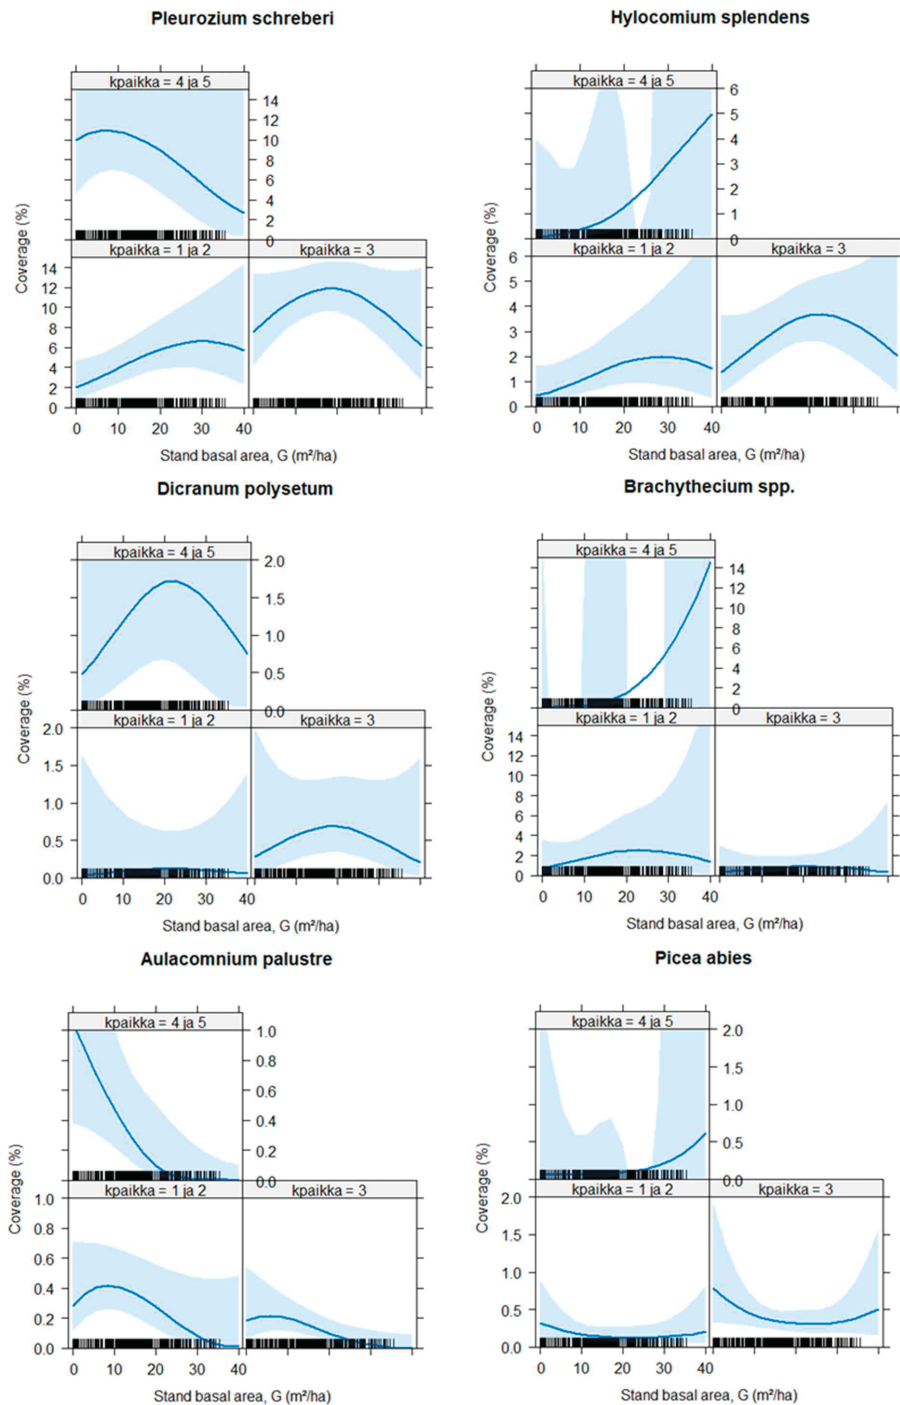 Pleurozium schreberi
kpaikka = 4 ja 5
14
12
10
8
6
4
2
0
Coverage (%)
kpaikka = 1 ja 2
kpaikka = 3
14
12
10
8
6
4
2
0
0 10 20 30 40
Stand basal area, G (m²/ha)
Hylocomium splendens
kpaikka = 4 ja 5
6
5
4
3
2
1
0
Coverage (%)
kpaikka = 1 ja 2
kpaikka = 3
6
5
4
3
2
1
0
0 10 20 30 40
Stand basal area, G (m²/ha)
Dicranum polysetum
kpaikka = 4 ja 5
2.0
1.5
1.0
0.5
0.0
Coverage (%)
kpaikka = 1 ja 2
kpaikka = 3
2.0
1.5
1.0
0.5
0.0
0 10 20 30 40
Stand basal area, G (m²/ha)
Brachythecium spp.
kpaikka = 4 ja 5
14
12
10
8
6
4
2
0
Coverage (%)
kpaikka = 1 ja 2
kpaikka = 3
14
12
10
8
6
4
2
0
0 10 20 30 40
Stand basal area, G (m²/ha)
Aulacomnium palustre
kpaikka = 4 ja 5
1.0
0.8
0.6
0.4
0.2
0.0
Coverage (%)
kpaikka = 1 ja 2
kpaikka = 3
1.0
0.8
0.6
0.4
0.2
0.0
0 10 20 30 40
Stand basal area, G (m²/ha)
Picea abies
kpaikka = 4 ja 5
2.0
1.5
1.0
0.5
0.0
Coverage (%)
kpaikka = 1 ja 2
kpaikka = 3
2.0
1.5
1.0
0.5
0.0
0 10 20 30 40
Stand basal area, G (m²/ha)